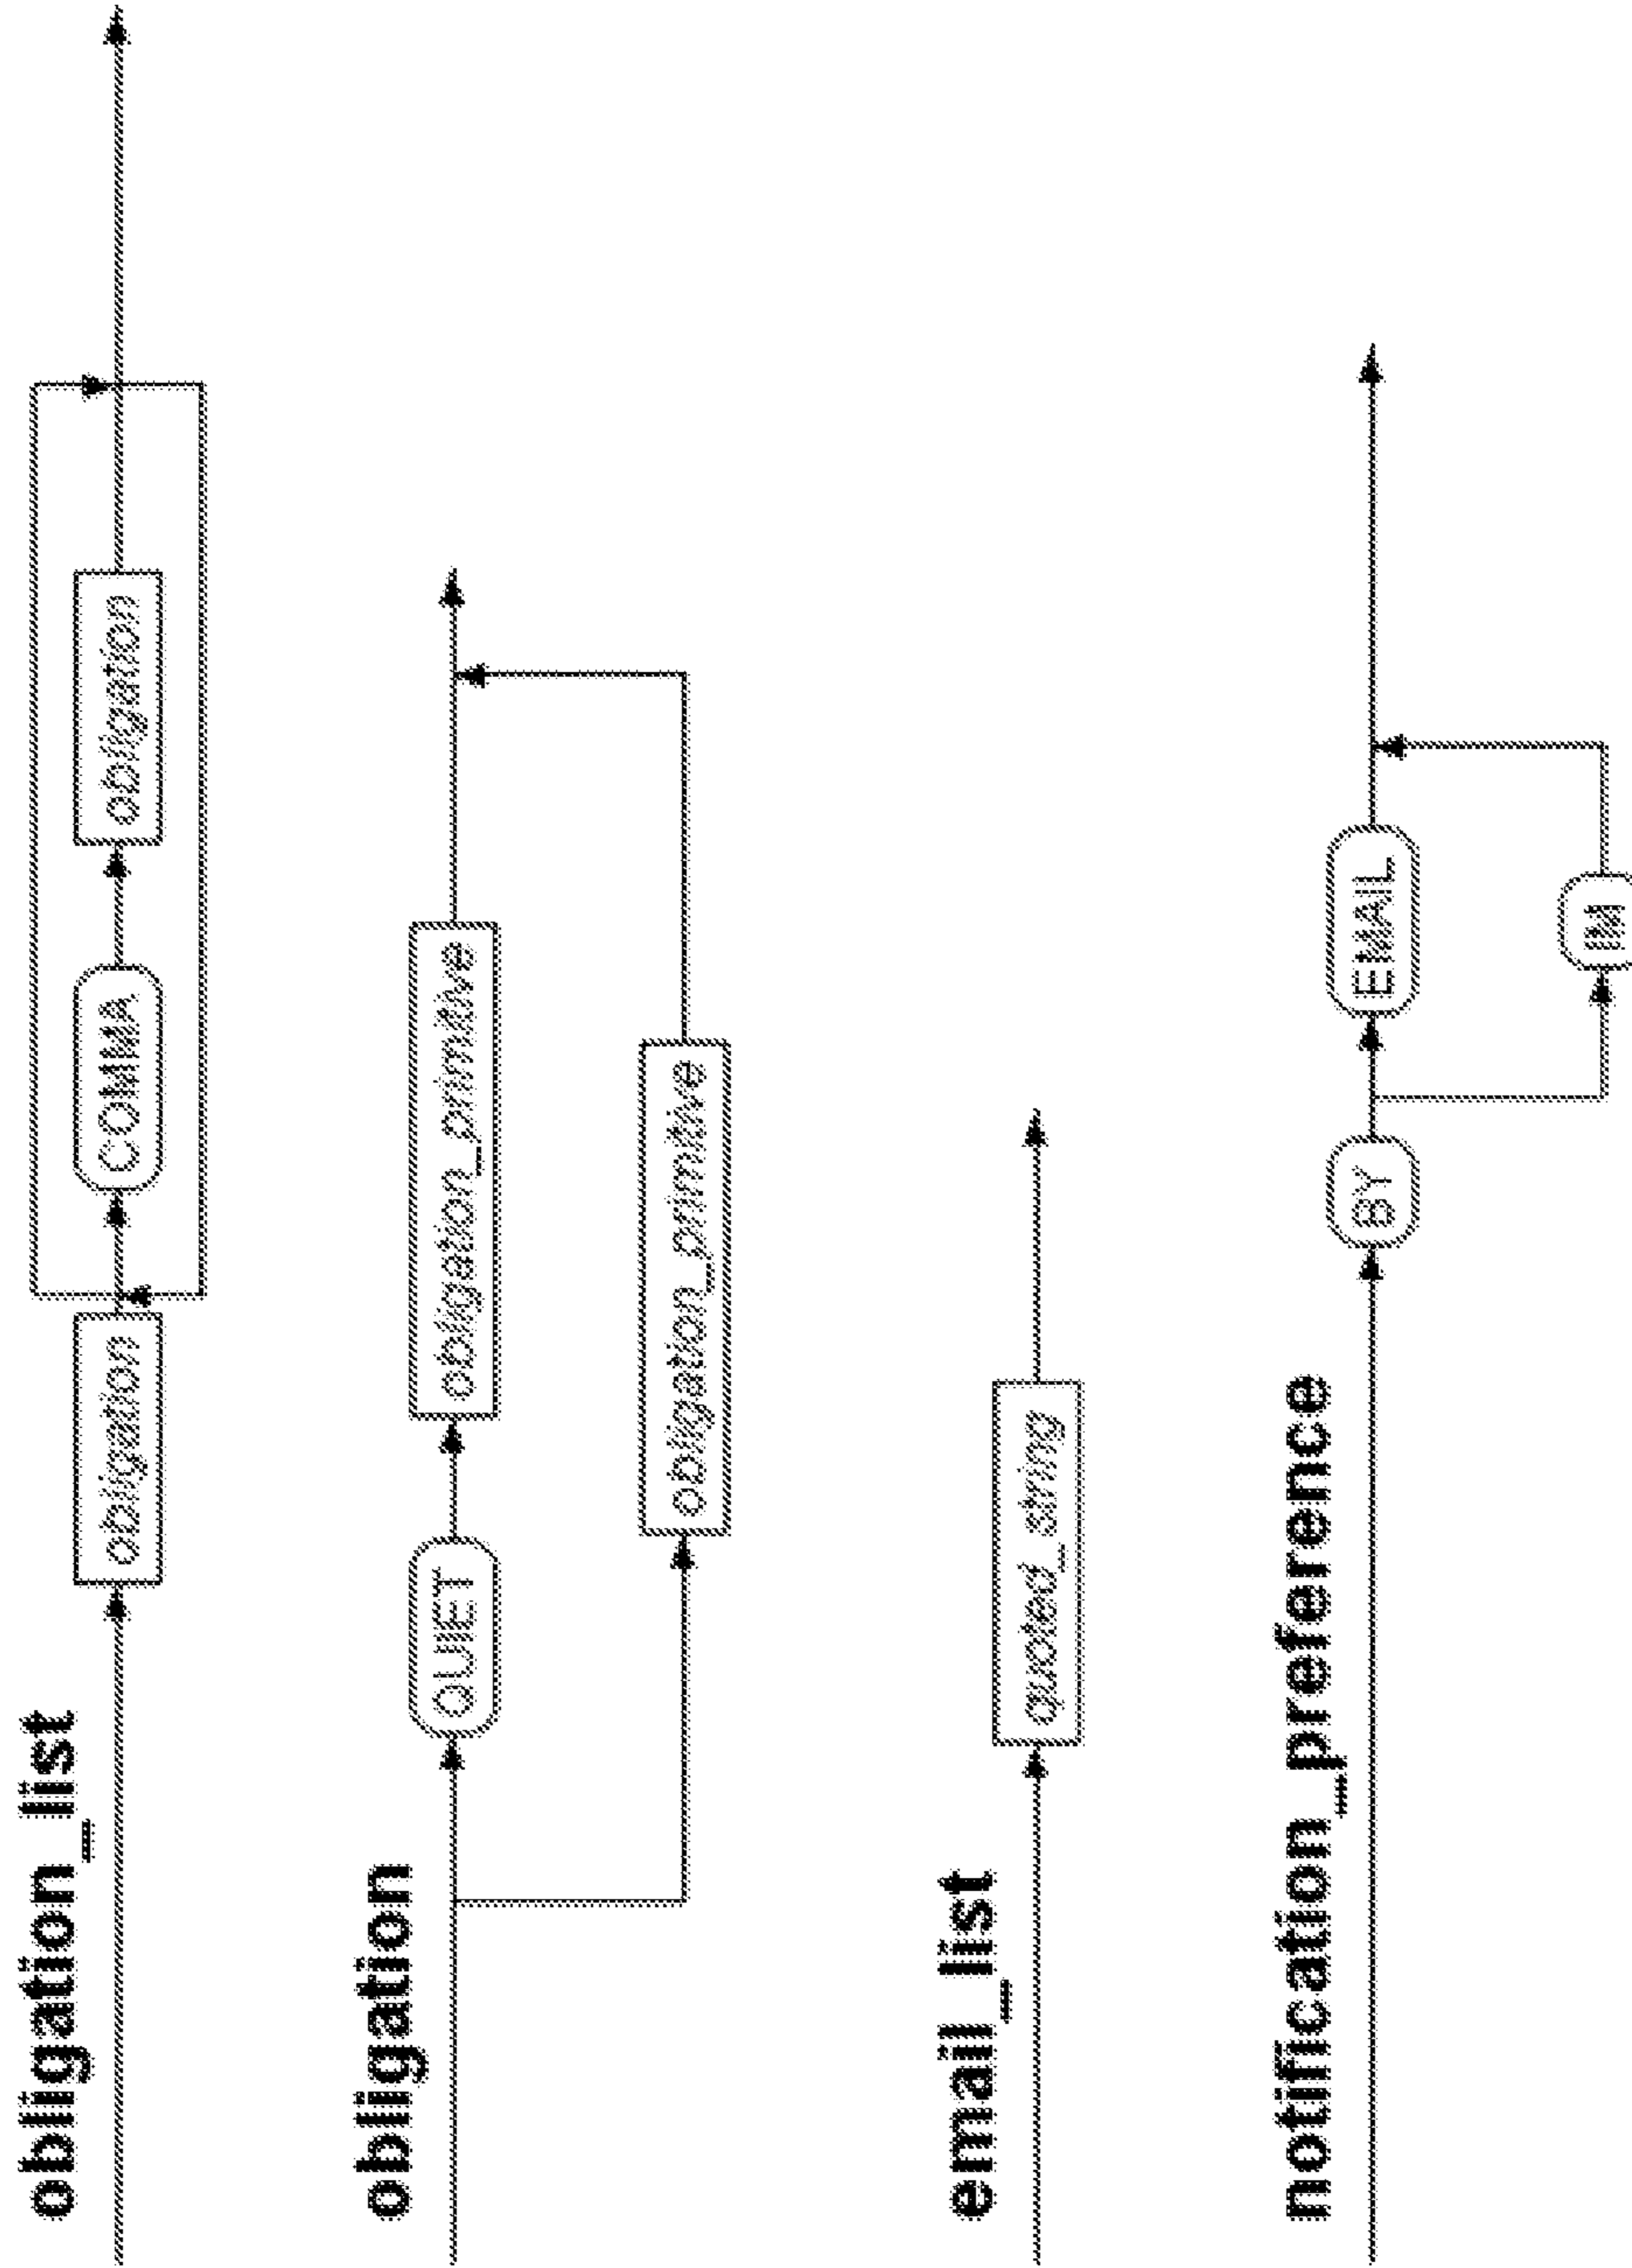 obligation_list
obligation COMMA obligation
obligation
QUIET obligation_primitive
obligation_primitive
email_list
quoted_string
notification_preference
BY EMAIL
IM